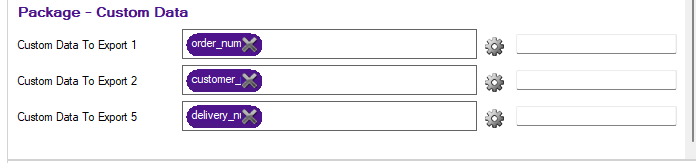 Package - Custom Data
Custom Data To Export 1 order_num
Custom Data To Export 2 customer_
Custom Data To Export 5 delivery_nu